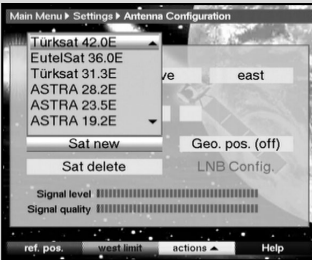 Main Menu ▸ Settings ▸ Antenna Configuration
Türksat 42.0E
EutelSat 36.0E
Türksat 31.3E
ASTRA 28.2E
ASTRA 23.5E
ASTRA 19.2E
east
Sat new
Geo. pos. (off)
Sat delete
LNB Config.
Signal level
Signal quality
ref. pos.
west limit
actions ▲
Help